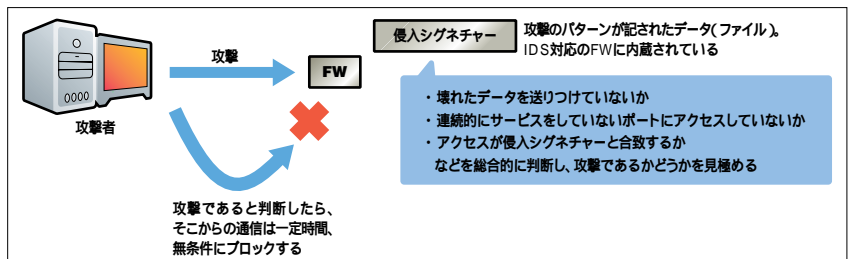 侵入シグネチャー
攻撃のパターンが記されたデータ(ファイル)。
IDS対応のFWに内蔵されている
攻撃
FW
攻撃者
・壊れたデータを送りつけていないか
・連続的にサービスをしていないポートにアクセスしていないか
・アクセスが侵入シグネチャーと合致するか
などを総合的に判断し、攻撃であるかどうかを見極める
攻撃であると判断したら、
そこからの通信は一定時間、
無条件にブロックする